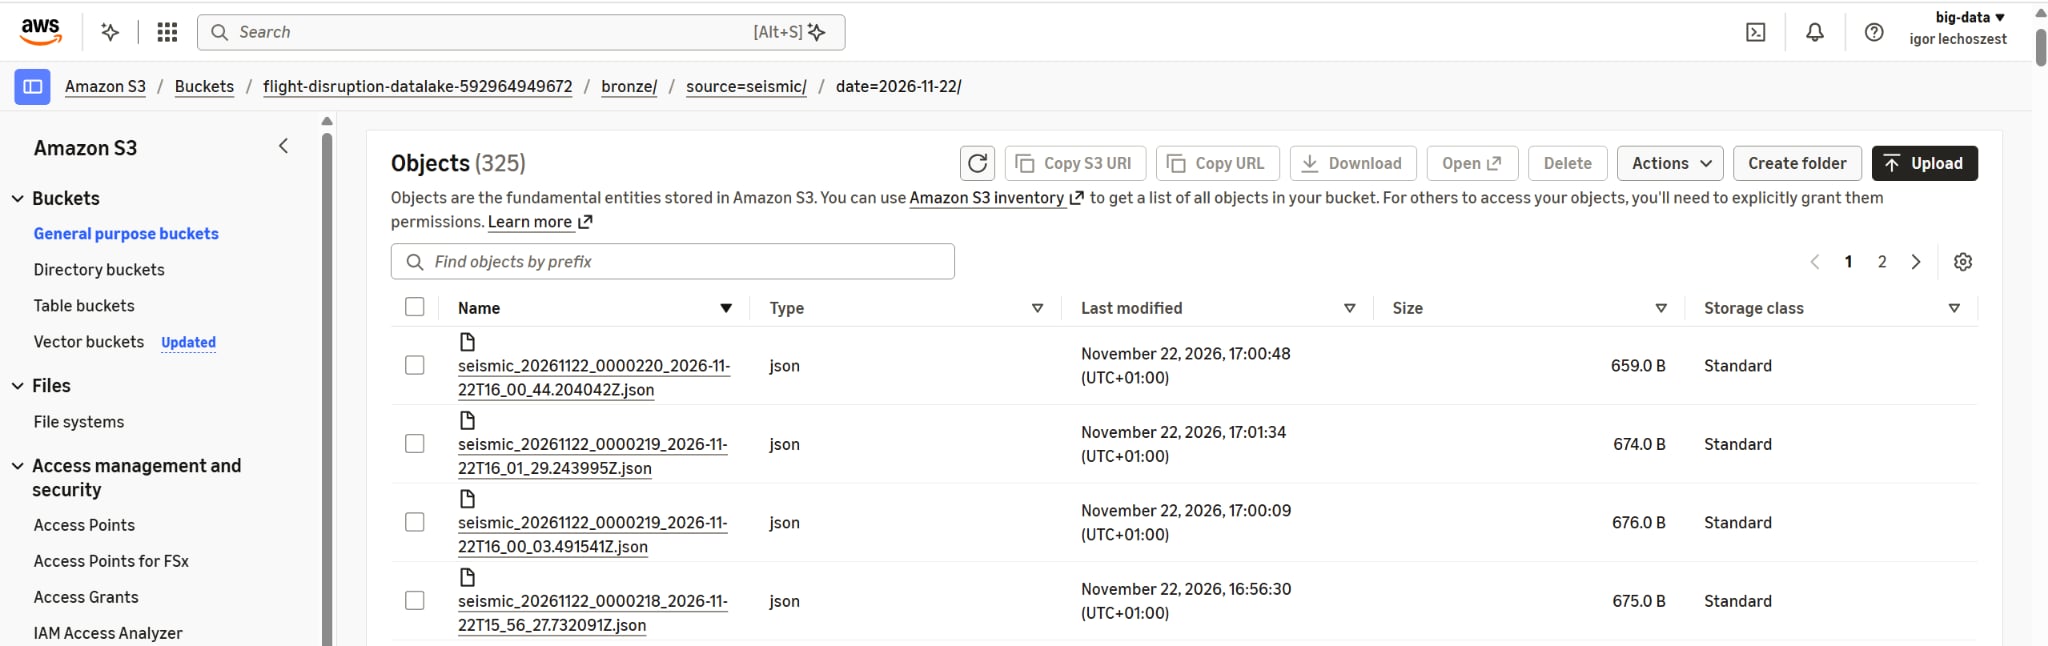 aws
Search [Alt+S]
big-data ▼
igor lechoszest
Amazon S3 / Buckets / flight-disruption-datalake-592964949672 / bronze/ / source=seismic/ / date=2026-11-22/
Amazon S3
Buckets
General purpose buckets
Directory buckets
Table buckets
Vector buckets Updated
Files
File systems
Access management and
security
Access Points
Access Points for FSx
Access Grants
IAM Access Analyzer
Objects (325)
Copy S3 URI Copy URL Download Open Delete Actions Create folder Upload
Objects are the fundamental entities stored in Amazon S3. You can use Amazon S3 inventory to get a list of all objects in your bucket. For others to access your objects, you'll need to explicitly grant them
permissions. Learn more
Find objects by prefix
1 2
Name Type Last modified Size Storage class
seismic_20261122_0000220_2026-11-
22T16_00_44.204042Z.json
json
November 22, 2026, 17:00:48
(UTC+01:00)
659.0 B
Standard
seismic_20261122_0000219_2026-11-
22T16_01_29.243995Z.json
json
November 22, 2026, 17:01:34
(UTC+01:00)
674.0 B
Standard
seismic_20261122_0000219_2026-11-
22T16_00_03.491541Z.json
json
November 22, 2026, 17:00:09
(UTC+01:00)
676.0 B
Standard
seismic_20261122_0000218_2026-11-
22T15_56_27.732091Z.json
json
November 22, 2026, 16:56:30
(UTC+01:00)
675.0 B
Standard